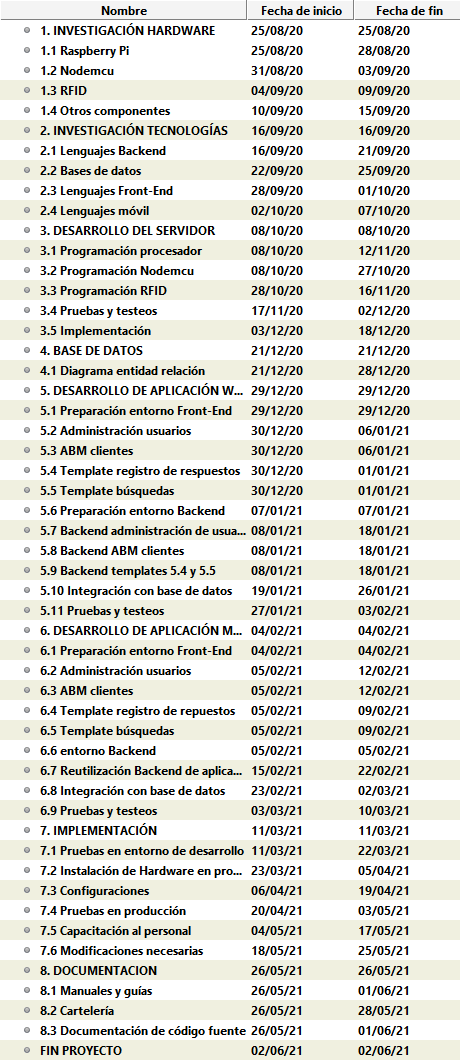 Nombre Fecha de inicio Fecha de fin
1. INVESTIGACIÓN HARDWARE 25/08/20 25/08/20
1.1 Raspberry Pi 25/08/20 28/08/20
1.2 Nodemcu 31/08/20 03/09/20
1.3 RFID 04/09/20 09/09/20
1.4 Otros componentes 10/09/20 15/09/20
2. INVESTIGACIÓN TECNOLOGÍAS 16/09/20 16/09/20
2.1 Lenguajes Backend 16/09/20 21/09/20
2.2 Bases de datos 22/09/20 25/09/20
2.3 Lenguajes Front-End 28/09/20 01/10/20
2.4 Lenguajes móvil 02/10/20 07/10/20
3. DESARROLLO DEL SERVIDOR 08/10/20 08/10/20
3.1 Programación procesador 08/10/20 12/11/20
3.2 Programación Nodemcu 08/10/20 27/10/20
3.3 Programación RFID 28/10/20 16/11/20
3.4 Pruebas y testeos 17/11/20 02/12/20
3.5 Implementación 03/12/20 18/12/20
4. BASE DE DATOS 21/12/20 21/12/20
4.1 Diagrama entidad relación 21/12/20 28/12/20
5. DESARROLLO DE APLICACIÓN W... 29/12/20 29/12/20
5.1 Preparación entorno Front-End 29/12/20 29/12/20
5.2 Administración usuarios 30/12/20 06/01/21
5.3 ABM clientes 30/12/20 06/01/21
5.4 Template registro de respuestos 30/12/20 01/01/21
5.5 Template búsquedas 30/12/20 01/01/21
5.6 Preparación entorno Backend 07/01/21 07/01/21
5.7 Backend administración de usua... 08/01/21 18/01/21
5.8 Backend ABM clientes 08/01/21 18/01/21
5.9 Backend templates 5.4 y 5.5 08/01/21 18/01/21
5.10 Integración con base de datos 19/01/21 26/01/21
5.11 Pruebas y testeos 27/01/21 03/02/21
6. DESARROLLO DE APLICACIÓN M... 04/02/21 04/02/21
6.1 Preparación entorno Front-End 04/02/21 04/02/21
6.2 Administración usuarios 05/02/21 12/02/21
6.3 ABM clientes 05/02/21 12/02/21
6.4 Template registro de repuestos 05/02/21 09/02/21
6.5 Template búsquedas 05/02/21 09/02/21
6.6 entorno Backend 05/02/21 05/02/21
6.7 Reutilización Backend de aplica... 15/02/21 22/02/21
6.8 Integración con base de datos 23/02/21 02/03/21
6.9 Pruebas y testeos 03/03/21 10/03/21
7. IMPLEMENTACIÓN 11/03/21 11/03/21
7.1 Pruebas en entorno de desarrollo 11/03/21 22/03/21
7.2 Instalación de Hardware en pro... 23/03/21 05/04/21
7.3 Configuraciones 06/04/21 19/04/21
7.4 Pruebas en producción 20/04/21 03/05/21
7.5 Capacitación al personal 04/05/21 17/05/21
7.6 Modificaciones necesarias 18/05/21 25/05/21
8. DOCUMENTACION 26/05/21 26/05/21
8.1 Manuales y guías 26/05/21 01/06/21
8.2 Cartelería 26/05/21 28/05/21
8.3 Documentación de código fuente 26/05/21 01/06/21
FIN PROYECTO 02/06/21 02/06/21